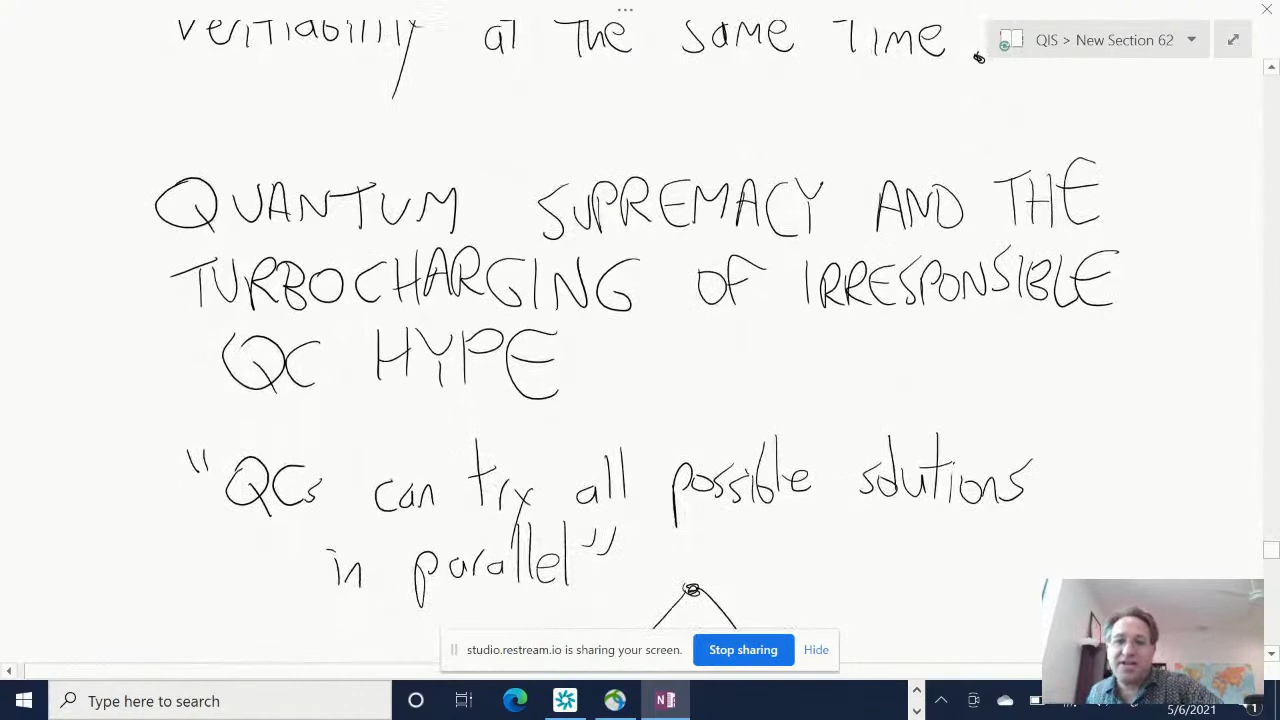 verifiability at the same time.
QIS > New Section 62
QUANTUM SUPREMACY AND THE
TURBOCHARGING OF IRRESPONSIBLE
QC HYPE
"QCs can try all possible solutions
in parallel"
studio.restream.io is sharing your screen.
Stop sharing
Hide
Type here to search
5/6/2021
1